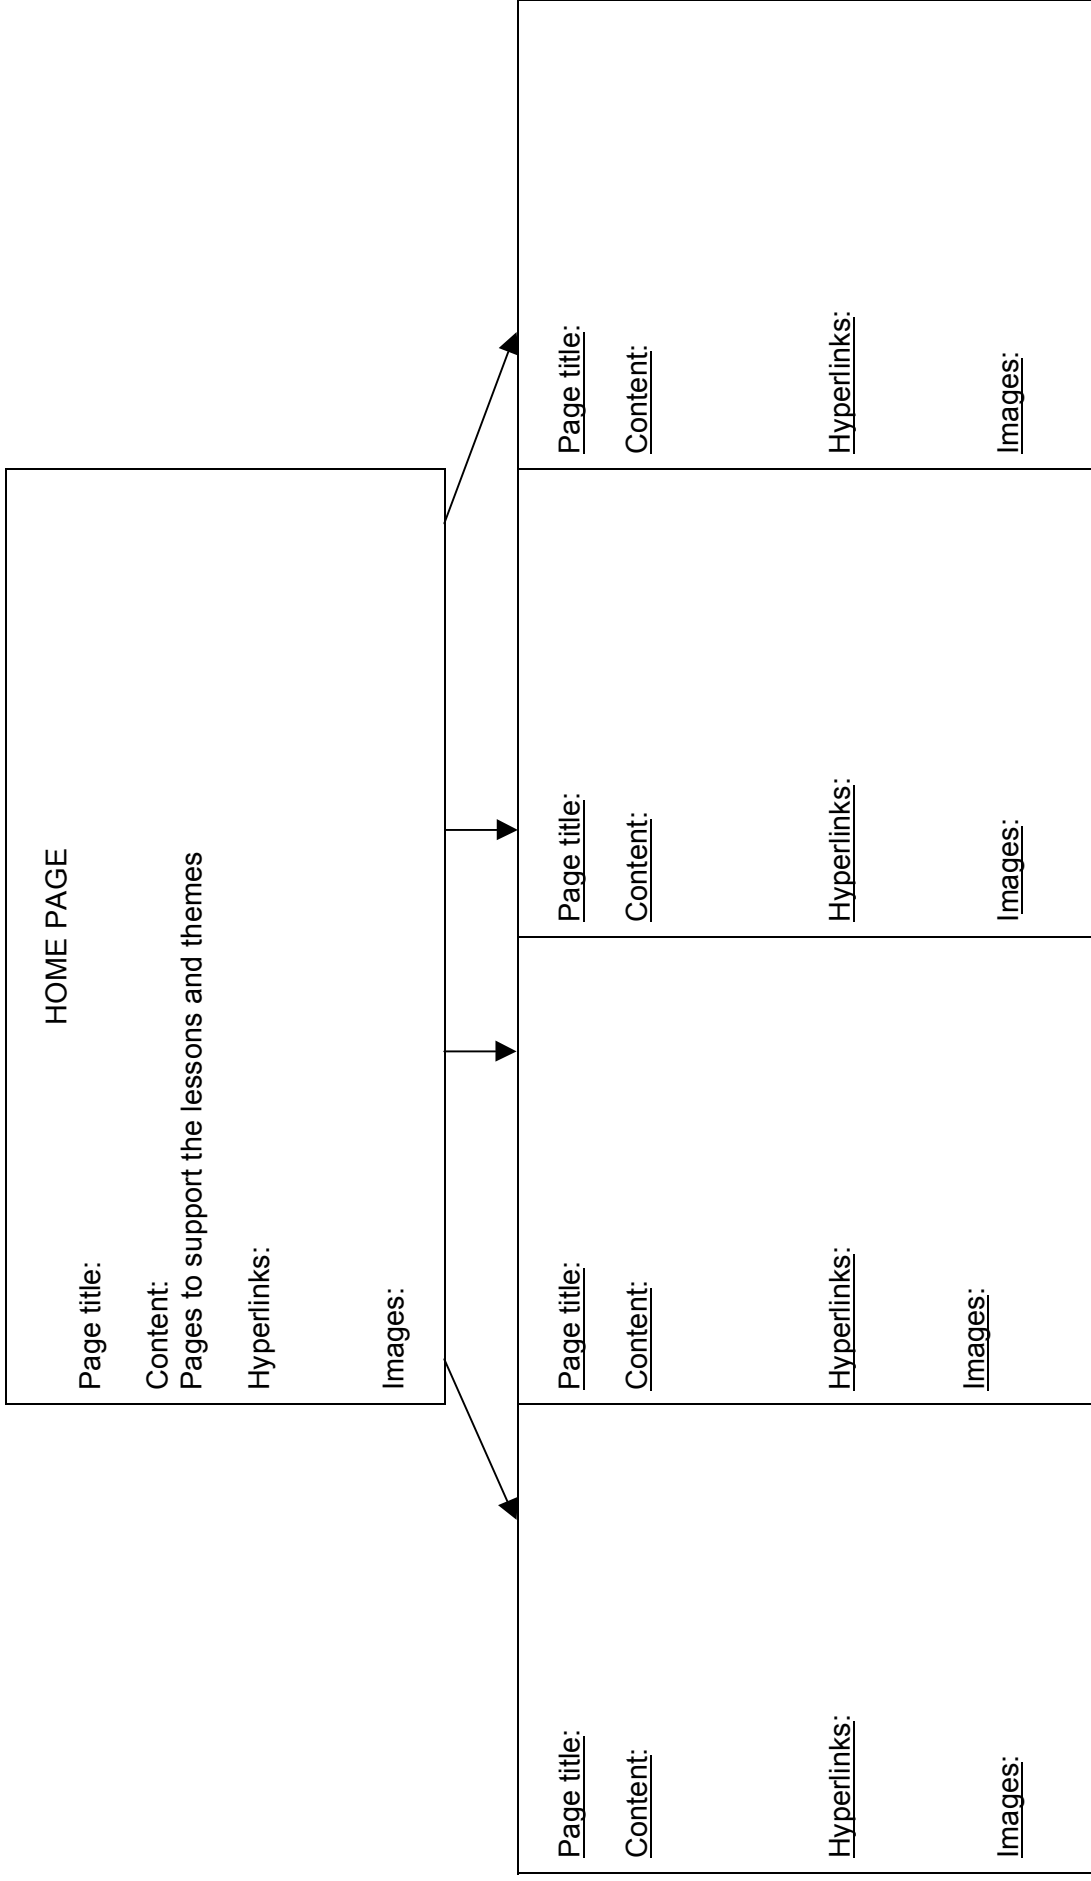 HOME PAGE
Page title:
Content:
Pages to support the lessons and themes
Hyperlinks:
Images:
Page title:
Content:
Hyperlinks:
Images:
Page title:
Content:
Hyperlinks:
Images:
Page title:
Content:
Hyperlinks:
Images:
Page title:
Content:
Hyperlinks:
Images: